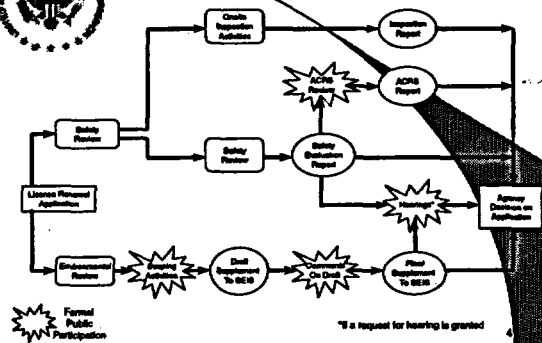 Onsite
Inspection
Activities
Inspection
Report
ACRS
Review
ACRS
Report
Safety
Review
Safety
Review
Safety
Evaluation
Report
License Renewal
Application
Hearings*
Agency
Decision on
Application
Environmental
Review
Scoping
Activities
Draft
Supplement
To GEIS
Comments
On Draft
Final
Supplement
To GEIS
Formal
Public
Participation
*If a request for hearing is granted
4